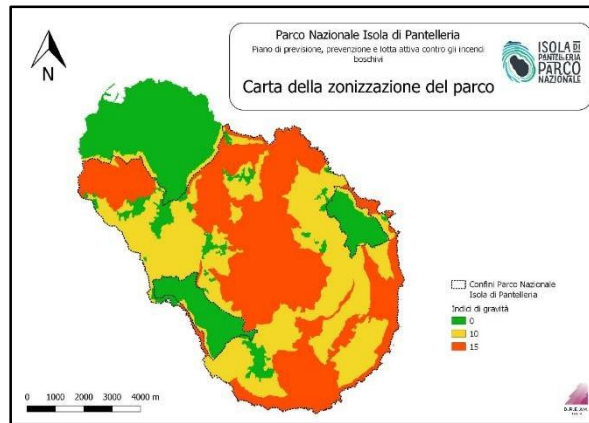 Parco Nazionale Isola di Pantelleria
Piano di previsione, prevenzione e lotta attiva contro gli incendi
boschivi
Carta della zonizzazione del parco
ISOLA DI
PANTELLERIA
PARCO
NAZIONALE
N
Confini Parco Nazionale
Isola di Pantelleria
Indici di gravità
0
10
15
0 1000 2000 3000 4000 m
D.R.E.AM.